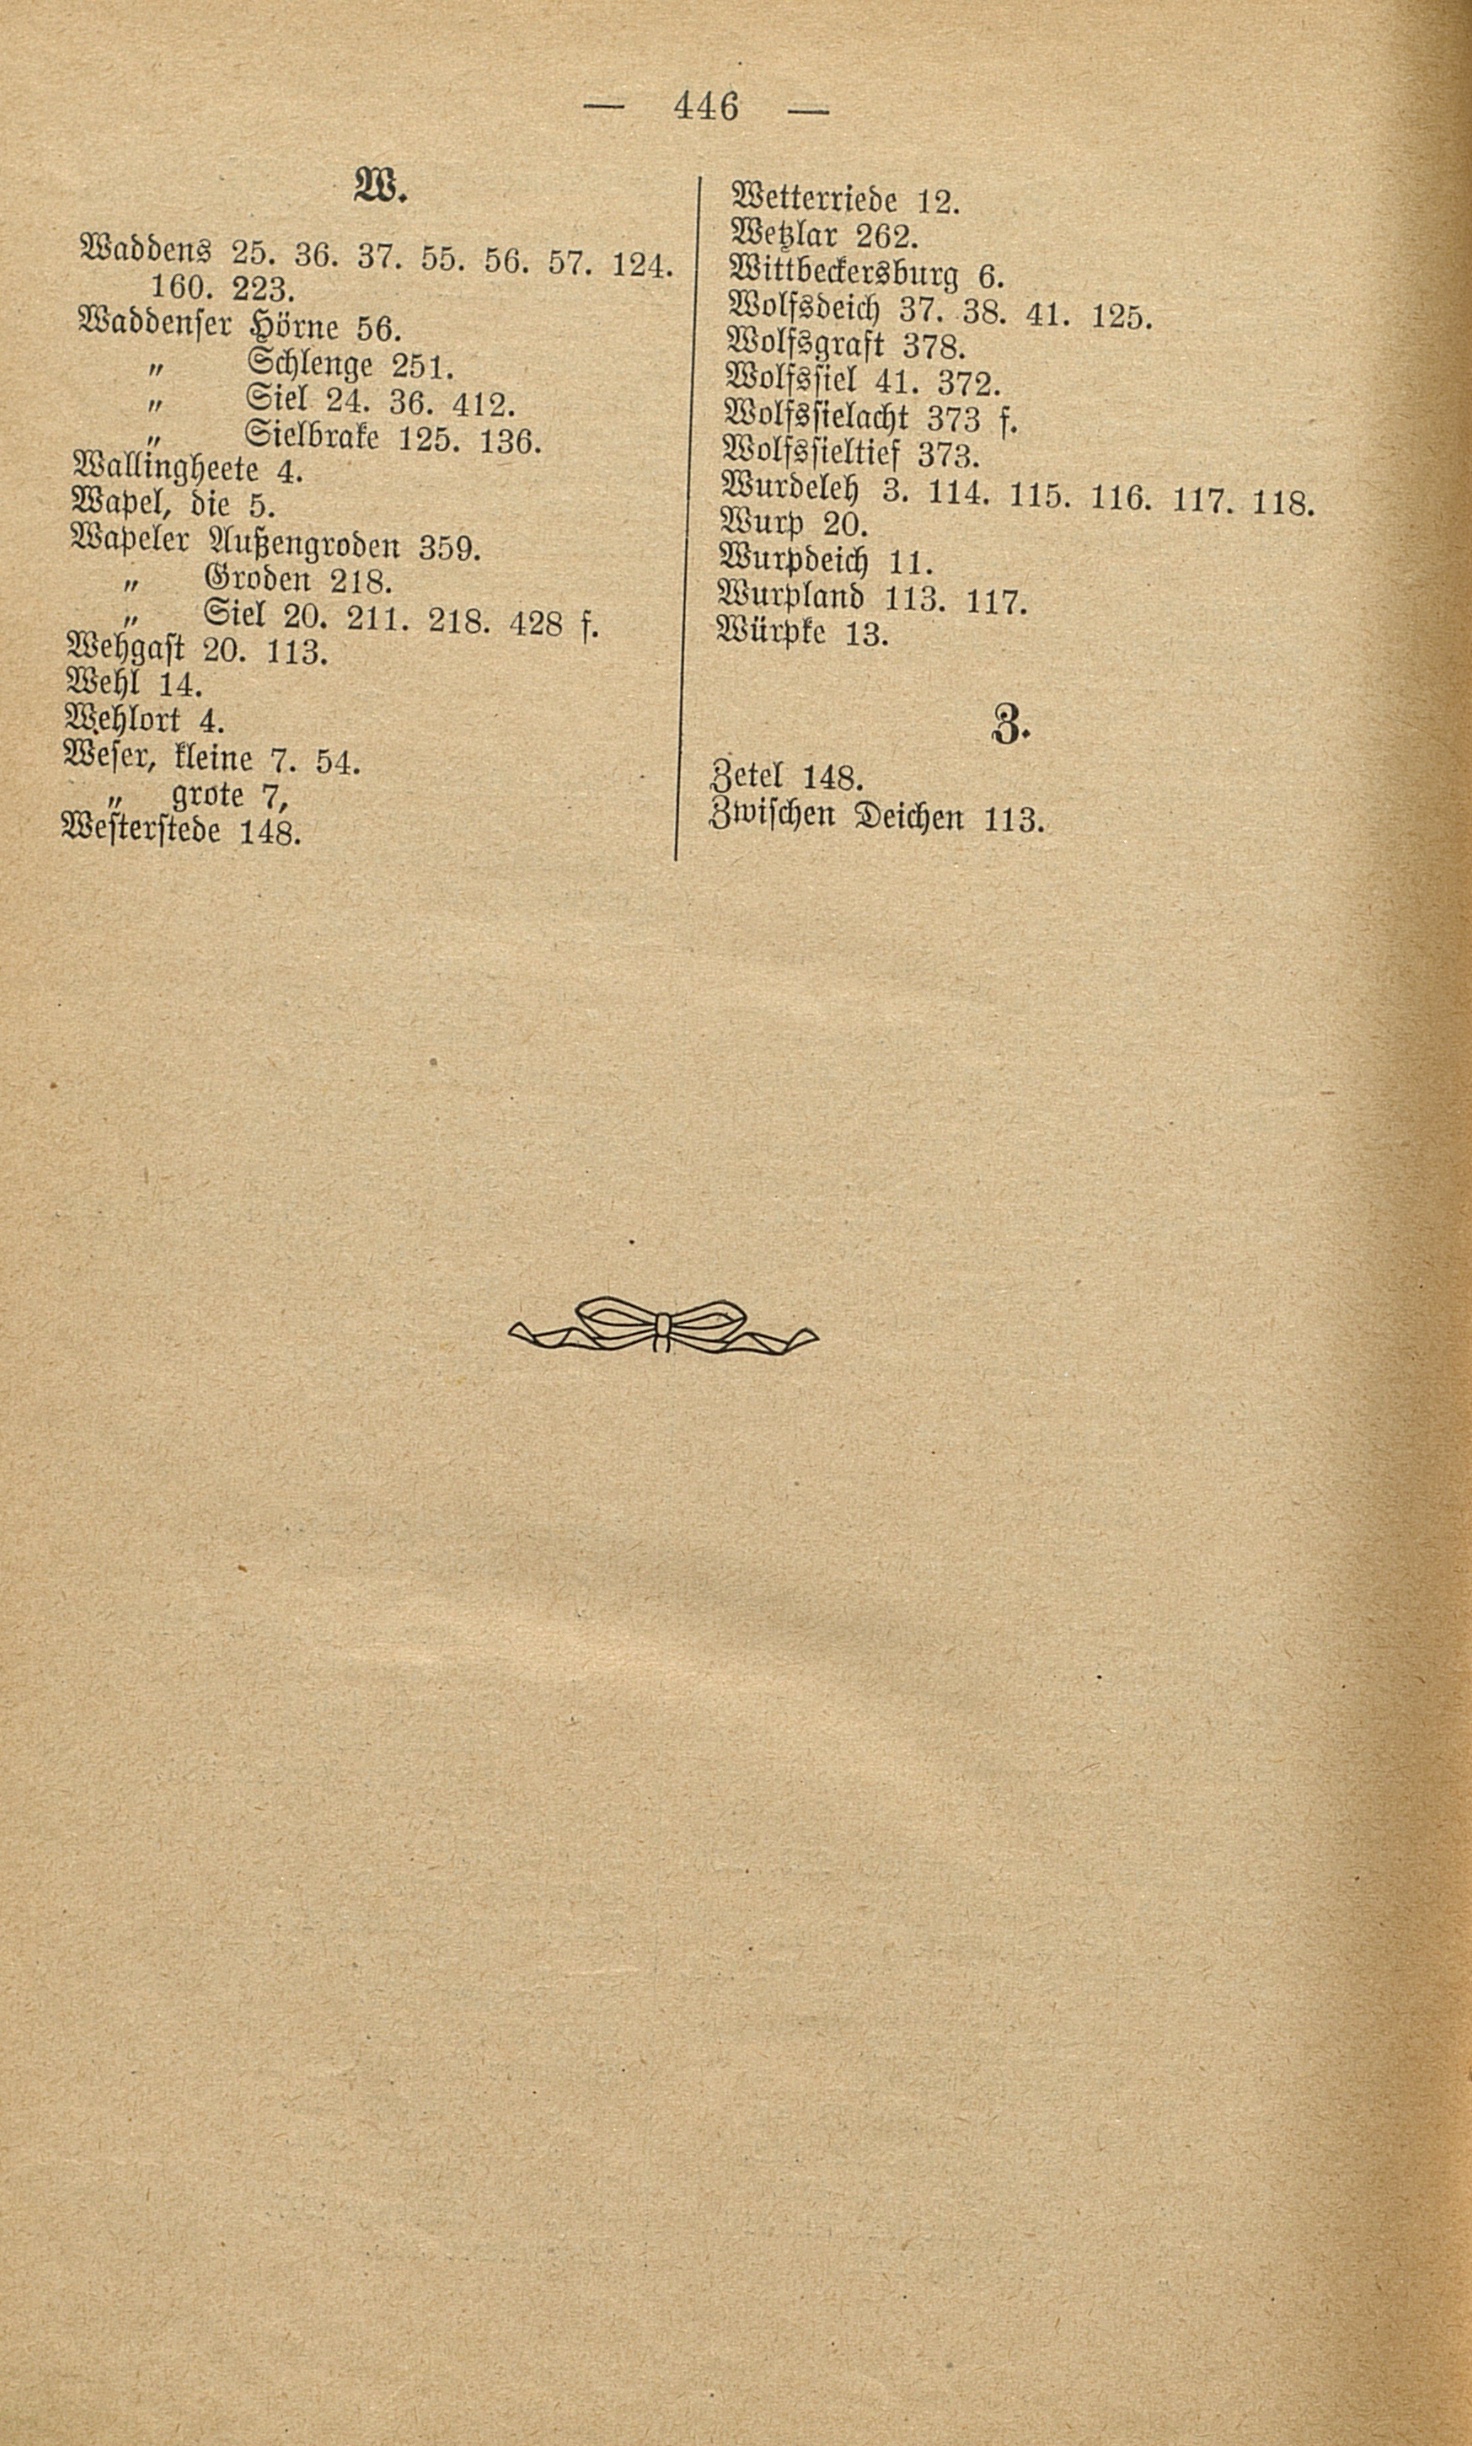 — 446 —
W.
Waddens 25. 36. 37. 55. 56. 57. 124.
160. 223.
Waddenser Hörne 56.
„ Schlenge 251.
„ Siel 24. 36. 412.
„ Sielbrake 125. 136.
Wallingheete 4.
Wapel, die 5.
Wapeler Außengroden 359.
„ Groden 218.
„ Siel 20. 211. 218. 428 f.
Wehgast 20. 113.
Wehl 14.
Wehlort 4.
Weser, kleine 7. 54.
„ grote 7,
Westerstede 148.
Wetterriede 12.
Wetzlar 262.
Wittbeckersburg 6.
Wolfsdeich 37. 38. 41. 125.
Wolfsgraft 378.
Wolfssiel 41. 372.
Wolfssielacht 373 f.
Wolfssieltief 373.
Wurdeleh 3. 114. 115. 116. 117. 118.
Wurp 20.
Wurpdeich 11.
Wurpland 113. 117.
Würpke 13.
Z.
Zetel 148.
Zwischen Deichen 113.